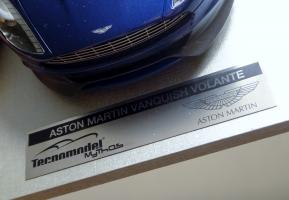 ASTON MARTIN VANQUISH VOLANTE
Tecnomodel
MyThOS
ASTON MARTIN